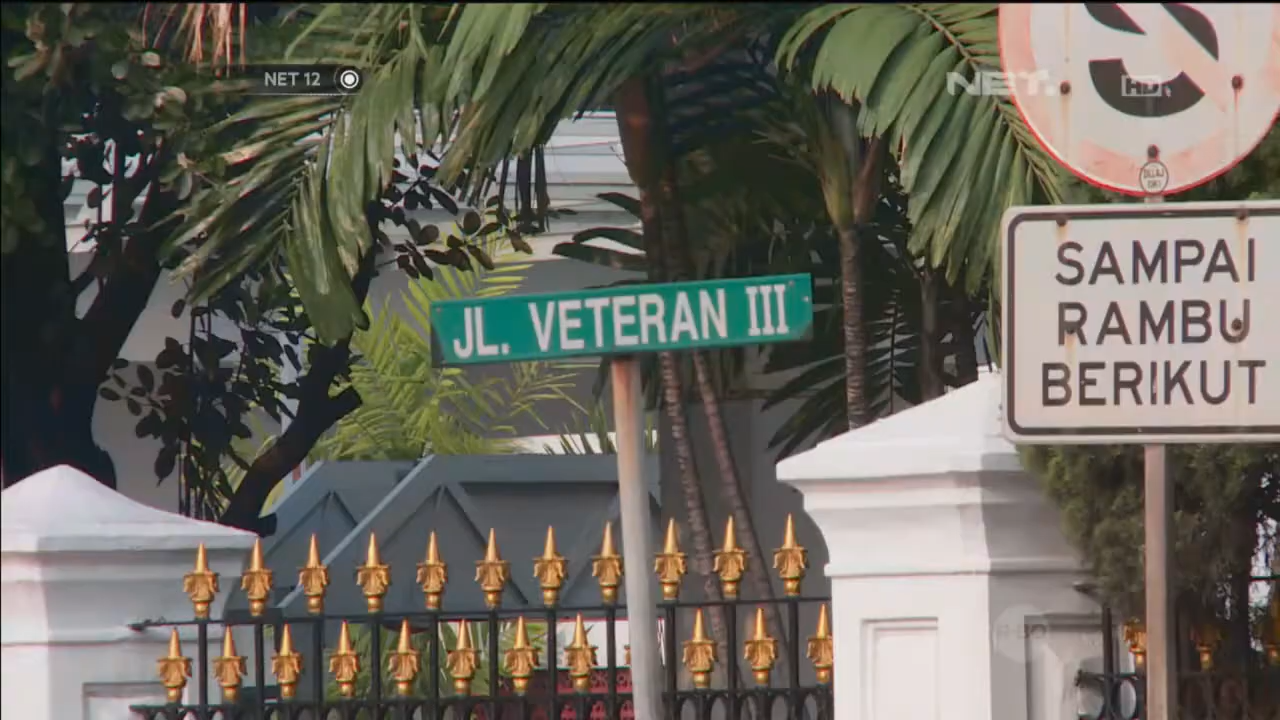 NET 12
NET. HD
JL. VETERAN III
SAMPAI
RAMBU
BERIKUT